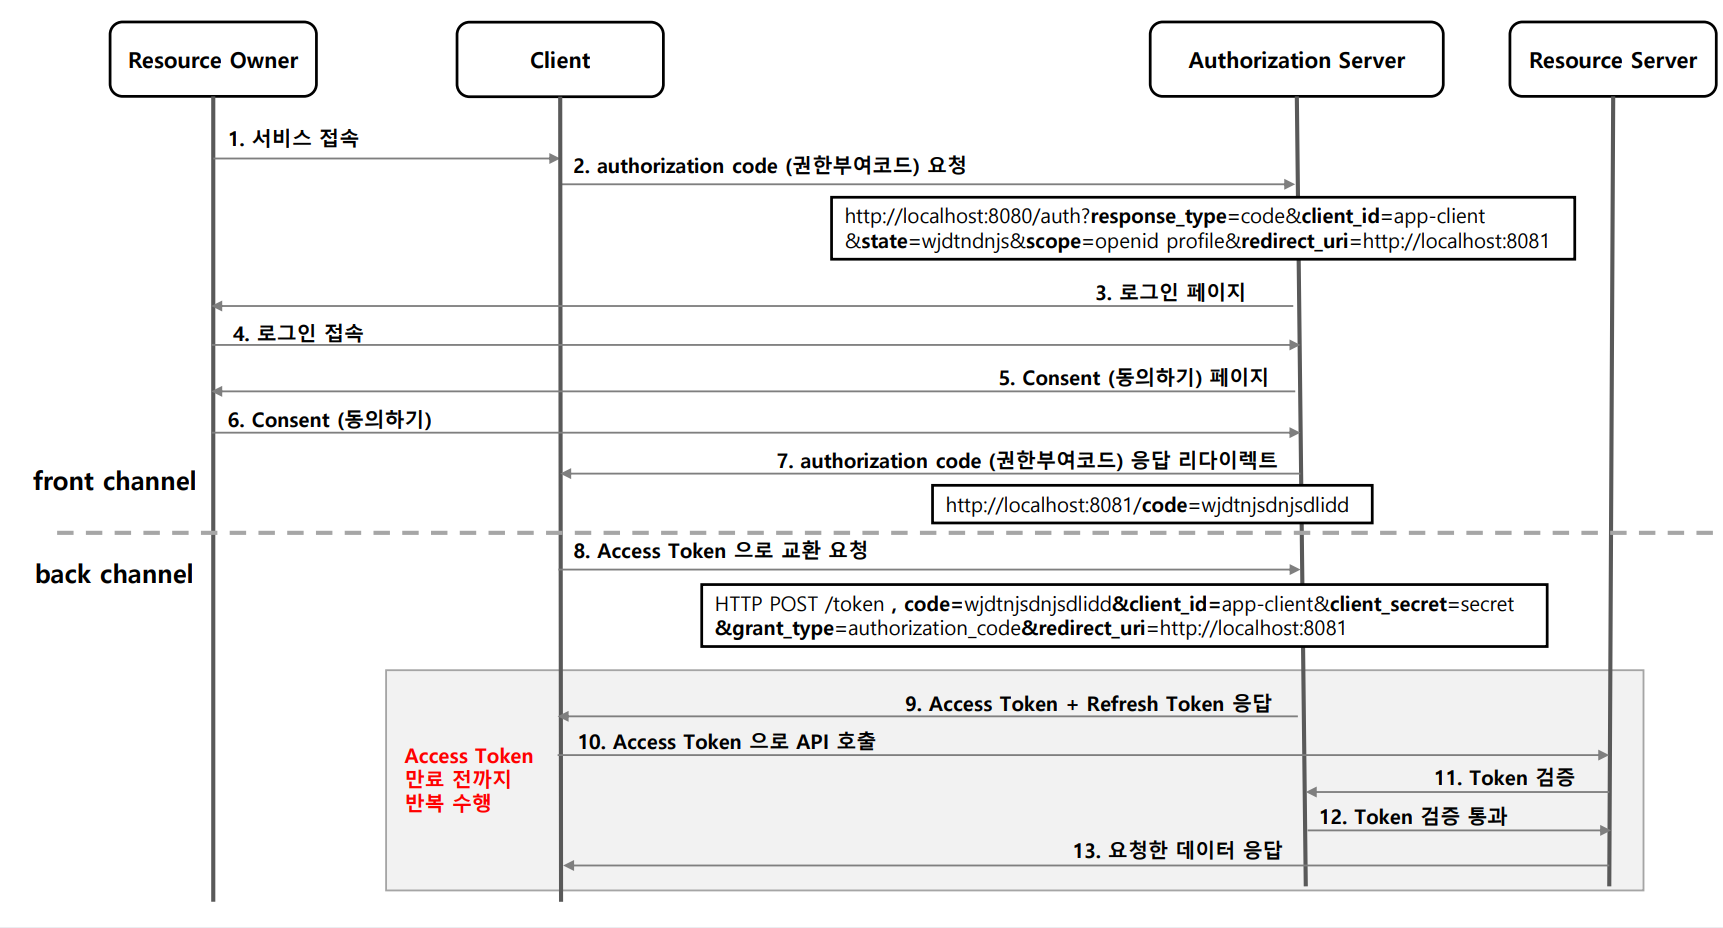 Resource Owner
Client
Authorization Server
Resource Server
1. 서비스 접속
2. authorization code (권한부여코드) 요청
http://localhost:8080/auth?response_type=code&client_id=app-client
&state=wjdtndnjs&scope=openid profile&redirect_uri=http://localhost:8081
3. 로그인 페이지
4. 로그인 접속
5. Consent (동의하기) 페이지
6. Consent (동의하기)
7. authorization code (권한부여코드) 응답 리다이렉트
front channel
http://localhost:8081/code=wjdtnjsdnjsdlidd
8. Access Token 으로 교환 요청
back channel
HTTP POST /token , code=wjdtnjsdnjsdlidd&client_id=app-client&client_secret=secret
&grant_type=authorization_code&redirect_uri=http://localhost:8081
9. Access Token + Refresh Token 응답
10. Access Token 으로 API 호출
Access Token
만료 전까지
반복 수행
11. Token 검증
12. Token 검증 통과
13. 요청한 데이터 응답